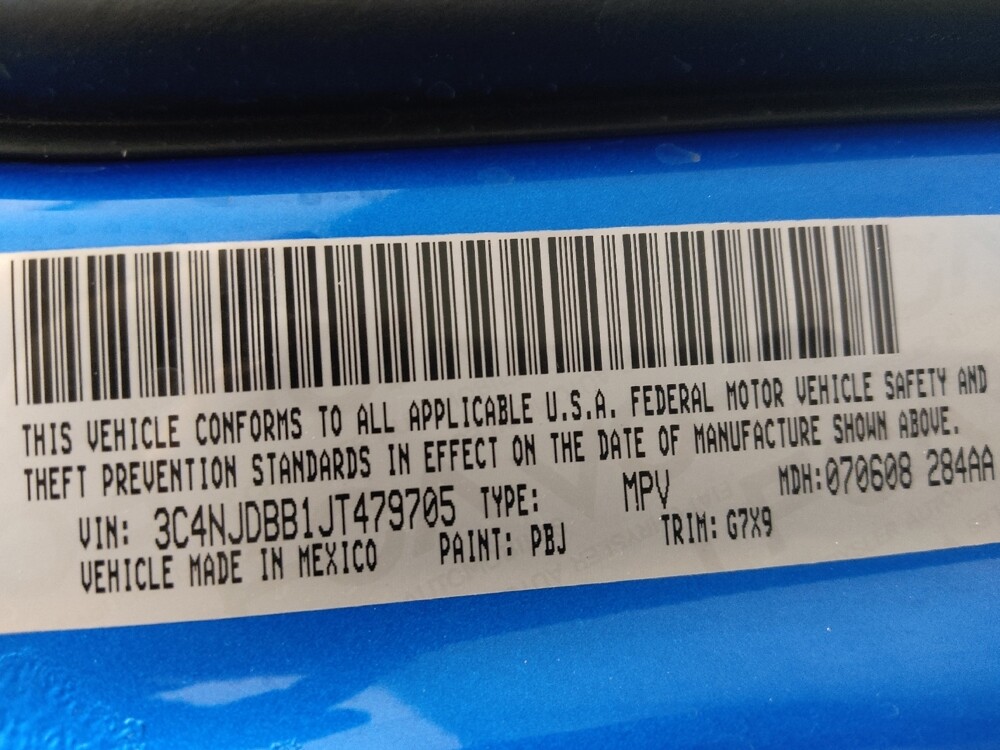 THIS VEHICLE CONFORMS TO ALL APPLICABLE U.S.A. FEDERAL MOTOR VEHICLE SAFETY AND
THEFT PREVENTION STANDARDS IN EFFECT ON THE DATE OF MANUFACTURE SHOWN ABOVE.
VIN: 3C4NJDBB1JT479705 TYPE: MPV MDH:070608 284AA
VEHICLE MADE IN MEXICO PAINT: PBJ TRIM: G7X9